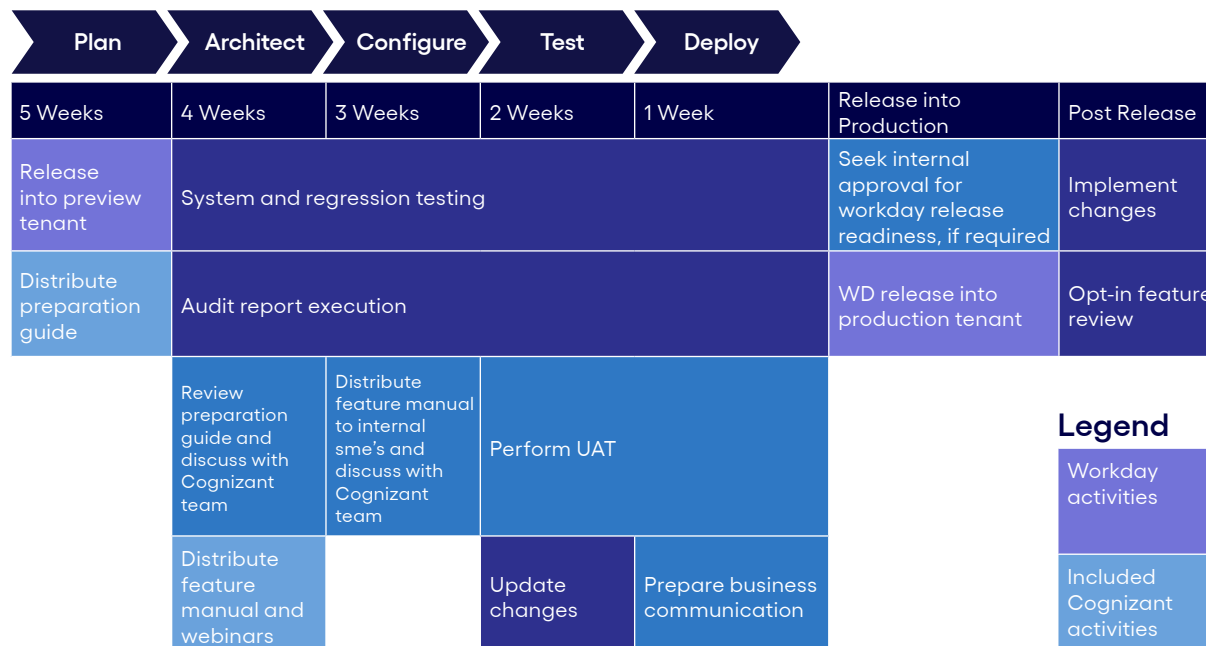 Plan
Architect
Configure
Test
Deploy
5 Weeks
4 Weeks
3 Weeks
2 Weeks
1 Week
Release into
Production
Post Release
Release
into preview
tenant
System and regression testing
Seek internal
approval for
workday release
readiness, if required
Implement
changes
Distribute
preparation
guide
Audit report execution
WD release into
production tenant
Opt-in feature
review
Review
preparation
guide and
discuss with
Cognizant
team
Distribute
feature manual
to internal
sme's and
discuss with
Cognizant
team
Perform UAT
Distribute
feature
manual and
webinars
Update
changes
Prepare business
communication
Legend
Workday
activities
Included
Cognizant
activities